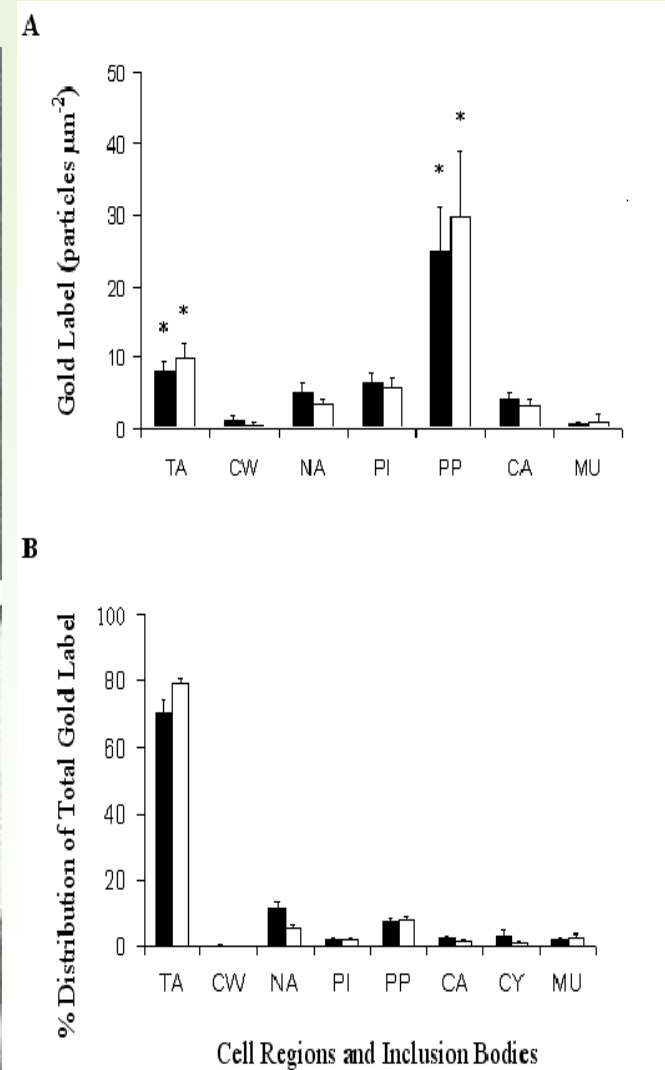 A
Gold Label (particles µm⁻²)
50
40
30
20
10
0
* * * *
TA CW NA PI PP CA MU
B
% Distribution of Total Gold Label
100
80
60
40
20
0
TA CW NA PI PP CA CY MU
Cell Regions and Inclusion Bodies